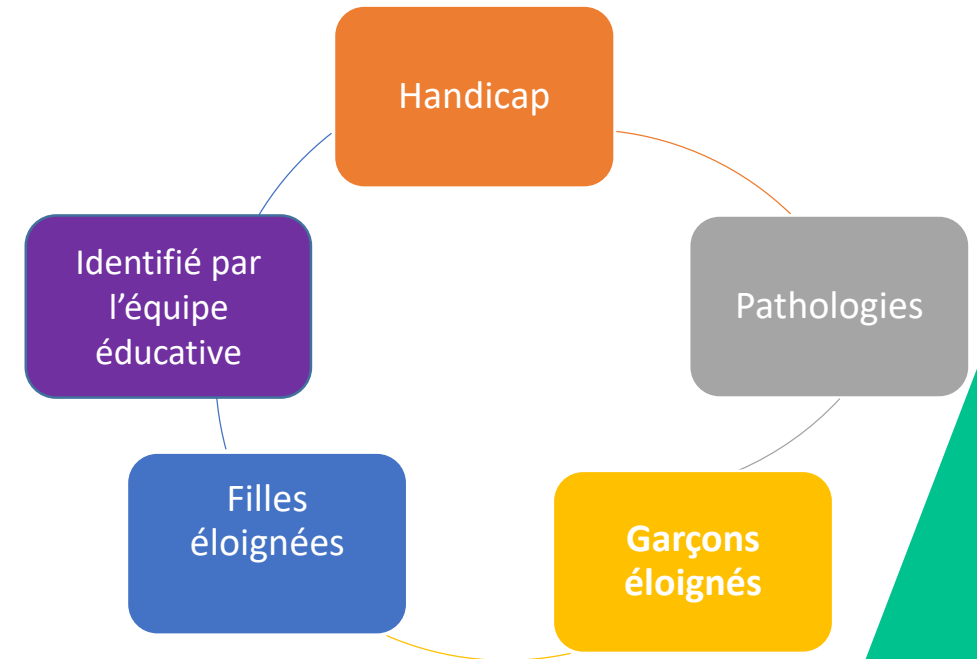 Handicap
Identifié par
l’équipe
éducative
Pathologies
Filles
éloignées
Garçons
éloignés